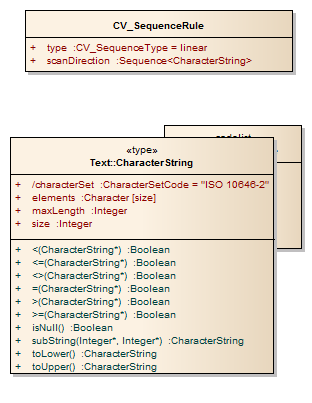 CV_SequenceRule
+ type :CV_SequenceType = linear
+ scanDirection :Sequence<CharacterString>
«type»
Text::CharacterString
+ /characterSet :CharacterSetCode = "ISO 10646-2"
+ elements :Character [size]
+ maxLength :Integer
+ size :Integer
+ <(CharacterString*) :Boolean
+ <=(CharacterString*) :Boolean
+ <>(CharacterString*) :Boolean
+ =(CharacterString*) :Boolean
+ >(CharacterString*) :Boolean
+ >=(CharacterString*) :Boolean
+ isNull() :Boolean
+ subString(Integer*, Integer*) :CharacterString
+ toLower() :CharacterString
+ toUpper() :CharacterString